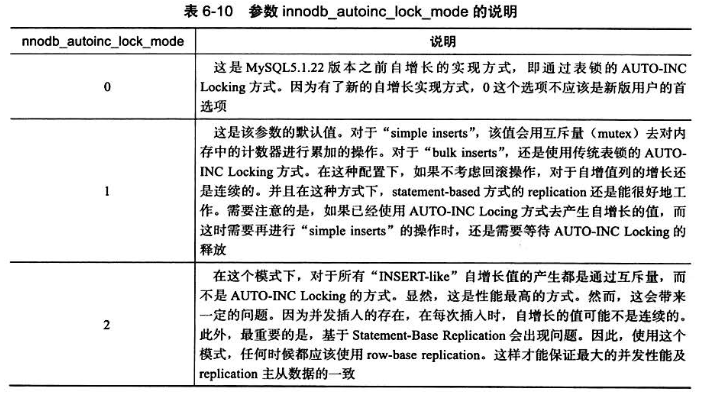 表 6-10 参数 innodb_autoinc_lock_mode 的说明
nnodb_autoinc_lock_mode 说明
0
这是 MySQL5.1.22 版本之前自增长的实现方式，即通过表锁的 AUTO-INC
Locking 方式。因为有了新的自增长实现方式，0 这个选项不应该是新版用户的首
选项
1
这是该参数的默认值。对于“simple inserts”，该值会用互斥量（mutex）去对内
存中的计数器进行累加的操作。对于“bulk inserts”，还是使用传统表锁的 AUTO-
INC Locking 方式。在这种配置下，如果不考虑回滚操作，对于自增值列的增长还
是连续的。并且在这种方式下，statement-based 方式的 replication 还是能很好地工
作。需要注意的是，如果已经使用 AUTO-INC Locing 方式去产生自增长的值，而
这时需要再进行“simple inserts”的操作时，还是需要等待 AUTO-INC Locking 的
释放
2
在这个模式下，对于所有“INSERT-like”自增长值的产生都是通过互斥量，而
不是 AUTO-INC Locking 的方式。显然，这是性能最高的方式。然而，这会带来
一定的问题。因为并发插入的存在，在每次插入时，自增长的值可能不是连续的。
此外，最重要的是，基于 Statement-Base Replication 会出现问题。因此，使用这个
模式，任何时候都应该使用 row-base replication。这样才能保证最大的并发性能及
replication 主从数据的一致